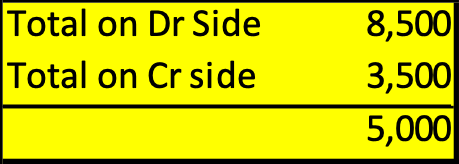 Total on Dr Side 8,500
Total on Cr side 3,500
5,000